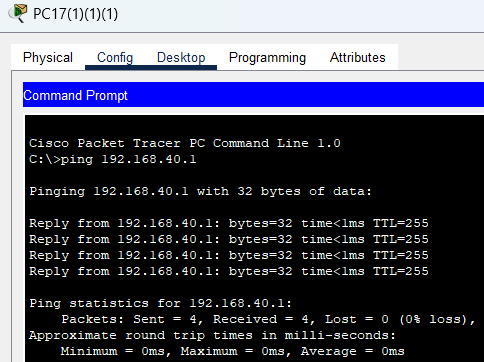 PC17(1)(1)(1)
Physical Config Desktop Programming Attributes
Command Prompt
Cisco Packet Tracer PC Command Line 1.0
C:\>ping 192.168.40.1
Pinging 192.168.40.1 with 32 bytes of data:
Reply from 192.168.40.1: bytes=32 time<1ms TTL=255
Reply from 192.168.40.1: bytes=32 time<1ms TTL=255
Reply from 192.168.40.1: bytes=32 time<1ms TTL=255
Reply from 192.168.40.1: bytes=32 time<1ms TTL=255
Ping statistics for 192.168.40.1:
Packets: Sent = 4, Received = 4, Lost = 0 (0% loss),
Approximate round trip times in milli-seconds:
Minimum = 0ms, Maximum = 0ms, Average = 0ms